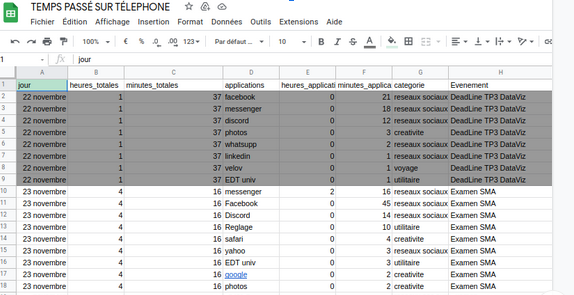 TEMPS PASSÉ SUR TÉLEPHONE
Fichier Édition Affichage Insertion Format Données Outils Extensions Aide
100% € % .0 .00 123 Par défaut ... 10 B I S A
1 fx jour
A B C D E F G H
1 jour heures_totales minutes_totales applications heures_applicati minutes_applica categorie Evenement
2 22 novembre 1 37 facebook 0 21 reseaux sociaux DeadLine TP3 DataViz
3 22 novembre 1 37 messenger 0 18 reseaux sociaux DeadLine TP3 DataViz
4 22 novembre 1 37 discord 0 12 reseaux sociaux DeadLine TP3 DataViz
5 22 novembre 1 37 photos 0 3 creativite DeadLine TP3 DataViz
6 22 novembre 1 37 whatsupp 0 2 reseaux sociaux DeadLine TP3 DataViz
7 22 novembre 1 37 linkedin 0 1 reseaux sociaux DeadLine TP3 DataViz
8 22 novembre 1 37 velov 0 1 voyage DeadLine TP3 DataViz
9 22 novembre 1 37 EDT univ 0 1 utilitaire DeadLine TP3 DataViz
10 23 novembre 4 16 messenger 2 16 reseaux sociaux Examen SMA
11 23 novembre 4 16 Facebook 0 45 reseaux sociaux Examen SMA
12 23 novembre 4 16 Discord 0 14 reseaux sociaux Examen SMA
13 23 novembre 4 16 Reglage 0 10 utilitaire Examen SMA
14 23 novembre 4 16 safari 0 4 creativite Examen SMA
15 23 novembre 4 16 yahoo 0 3 reseaux sociaux Examen SMA
16 23 novembre 4 16 EDT univ 0 3 utilitaire Examen SMA
17 23 novembre 4 16 google 0 2 creativite Examen SMA
18 23 novembre 4 16 photos 0 2 creativite Examen SMA